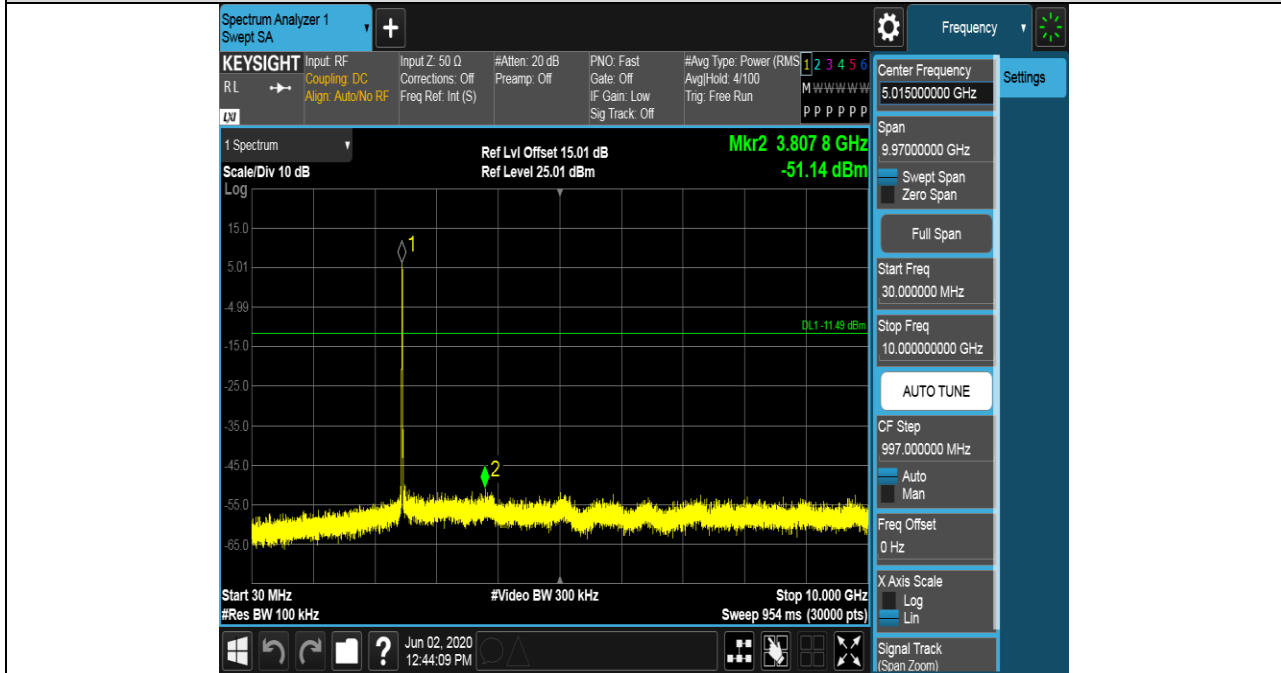 Spectrum Analyzer 1
Swept SA
+
Frequency
KEYSIGHT
RL
LXI
Input: RF
Coupling: DC
Align: Auto/No RF
Input Z: 50 Ω
Corrections: Off
Freq Ref: Int (S)
#Atten: 20 dB
Preamp: Off
PNO: Fast
Gate: Off
IF Gain: Low
Sig Track: Off
#Avg Type: Power (RMS
Avg|Hold: 4/100
Trig: Free Run
1 2 3 4 5 6
M W W W W W
P P P P P P
1 Spectrum
Scale/Div 10 dB
Log
Ref Lvl Offset 15.01 dB
Ref Level 25.01 dBm
Mkr2 3.807 8 GHz
-51.14 dBm
15.0
5.01
-4.99
-15.0
-25.0
-35.0
-45.0
-55.0
-65.0
1
2
DL1 -11.49 dBm
Start 30 MHz
#Res BW 100 kHz
#Video BW 300 kHz
Stop 10.000 GHz
Sweep 954 ms (30000 pts)
?
Jun 02, 2020
12:44:09 PM
Center Frequency
5.015000000 GHz
Span
9.97000000 GHz
Swept Span
Zero Span
Full Span
Start Freq
30.000000 MHz
Stop Freq
10.000000000 GHz
AUTO TUNE
CF Step
997.000000 MHz
Auto
Man
Freq Offset
0 Hz
X Axis Scale
Log
Lin
Signal Track
(Span Zoom)
Settings